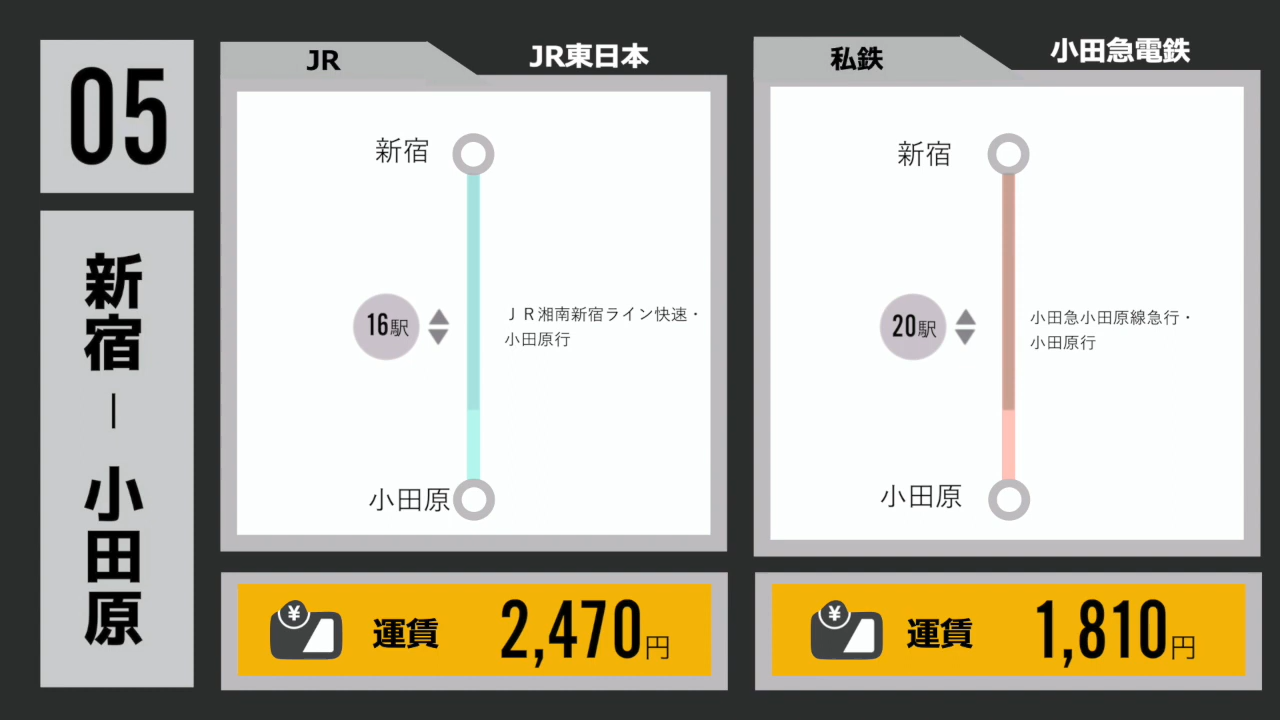 05
新宿 — 小田原
JR
JR東日本
新宿
16駅
ＪＲ湘南新宿ライン快速・
小田原行
小田原
¥
運賃
2,470円
私鉄
小田急電鉄
新宿
20駅
小田急小田原線急行・
小田原行
小田原
¥
運賃
1,810円